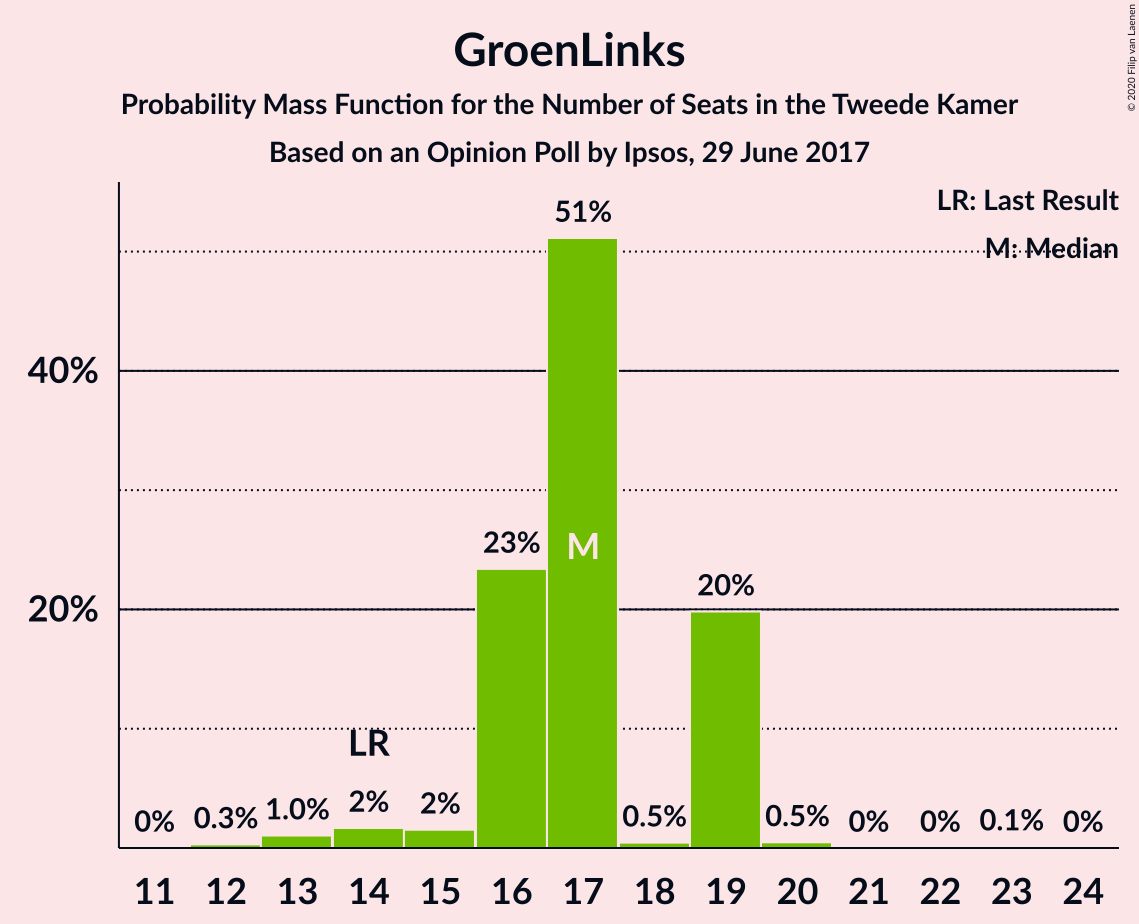 GroenLinks
Probability Mass Function for the Number of Seats in the Tweede Kamer
Based on an Opinion Poll by Ipsos, 29 June 2017
© 2020 Filip van Laenen
LR: Last Result
M: Median
51%
40%
23%
M
20%
20%
LR
0%
0.3%
1.0%
2%
2%
0.5%
0.5%
0%
0%
0.1%
0%
11 12 13 14 15 16 17 18 19 20 21 22 23 24